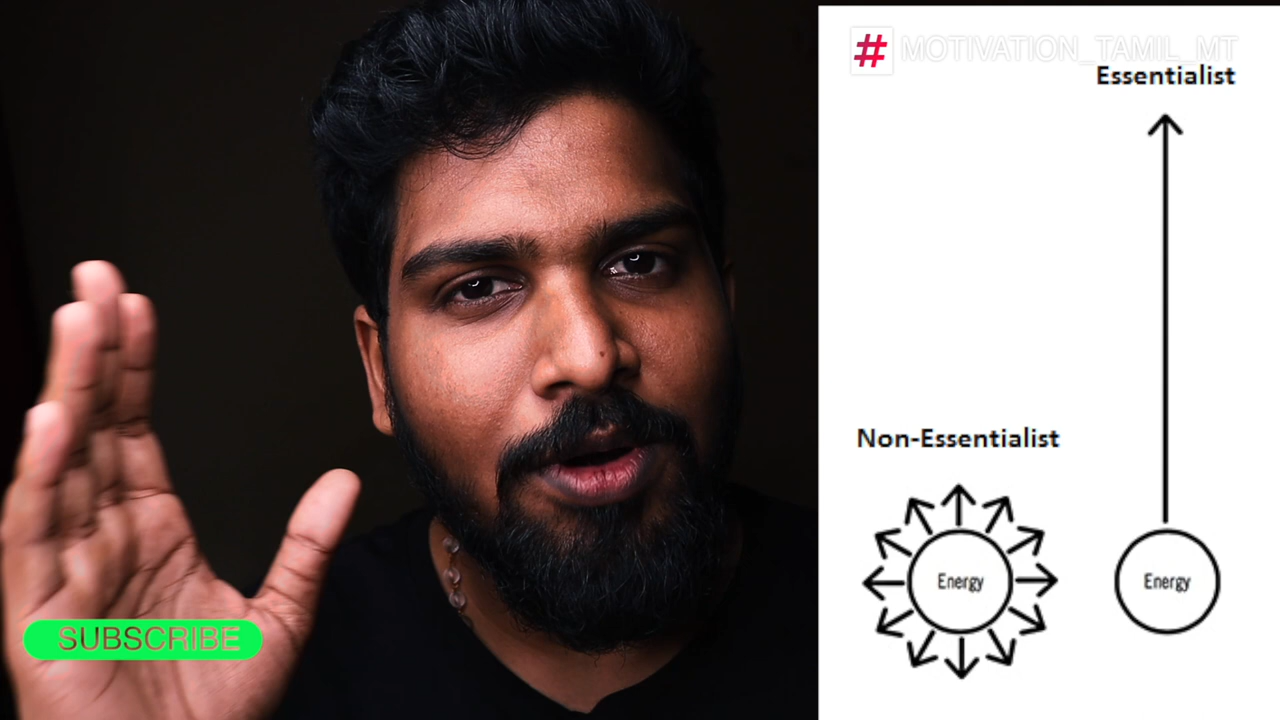 # MOTIVATION_TAMIL_MT
Essentialist
Non-Essentialist
Energy
Energy
SUBSCRIBE